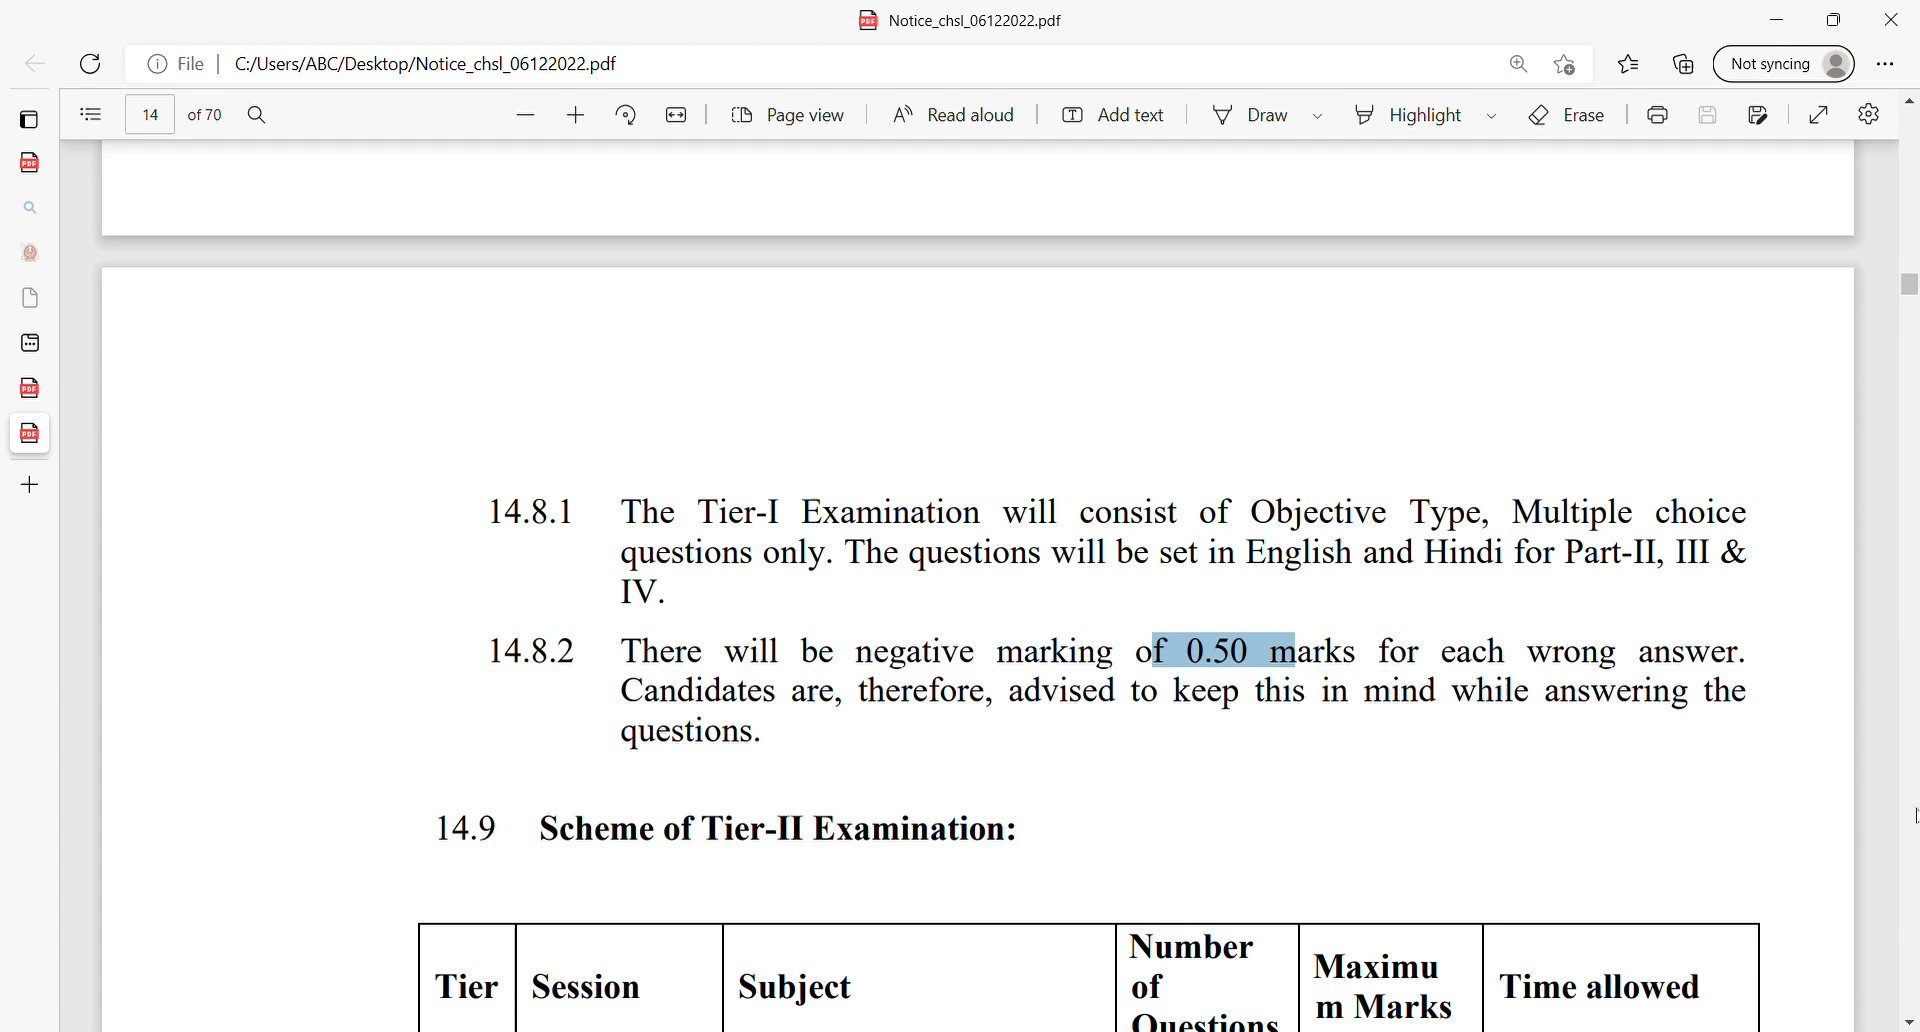 Notice_chsl_06122022.pdf
File | C:/Users/ABC/Desktop/Notice_chsl_06122022.pdf
Not syncing
14 of 70
Page view
Read aloud
Add text
Draw
Highlight
Erase
14.8.1 The Tier-I Examination will consist of Objective Type, Multiple choice
questions only. The questions will be set in English and Hindi for Part-II, III &
IV.
14.8.2 There will be negative marking of 0.50 marks for each wrong answer.
Candidates are, therefore, advised to keep this in mind while answering the
questions.
14.9 Scheme of Tier-II Examination:
Tier
Session
Subject
Number
of
Questions
Maximu
m Marks
Time allowed